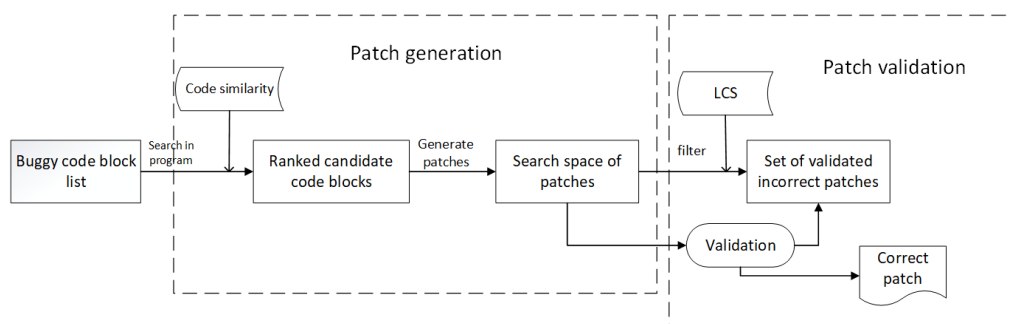 Patch generation
Patch validation
Code similarity
LCS
Buggy code block
list
Search in
program
Ranked candidate
code blocks
Generate
patches
Search space of
patches
filter
Set of validated
incorrect patches
Validation
Correct
patch